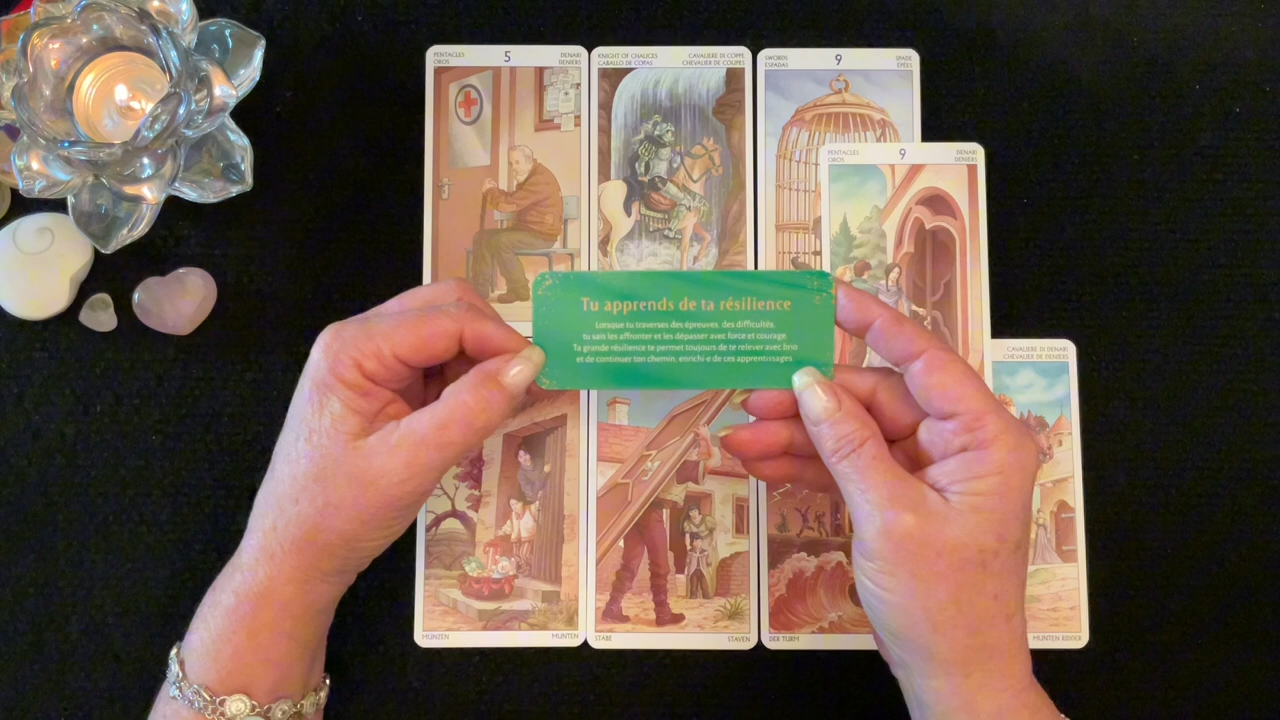 PENTACLES
OROS
5
DENARI
DENIERS
KNIGHT OF CHALICES
CABALLO DE COPAS
CAVALIERE DI COPPE
CHEVALIER DE COUPES
SWORDS
ESPADAS
9
SPADE
ÉPÉES
PENTACLES
OROS
9
DENARI
DENIERS
Tu apprends de ta résilience
Lorsque tu traverses des épreuves, des difficultés,
tu sais les affronter et les dépasser avec force et courage.
Ta grande résilience te permet toujours de te relever avec brio
et de continuer ton chemin, enrichi·e de ces apprentissages.
CAVALIERE DI DENARI
CHEVALIER DE DENIERS
MÜNZEN
MUNTEN
STÄBE
STAVEN
DER TURM
MUNTEN RIDDER